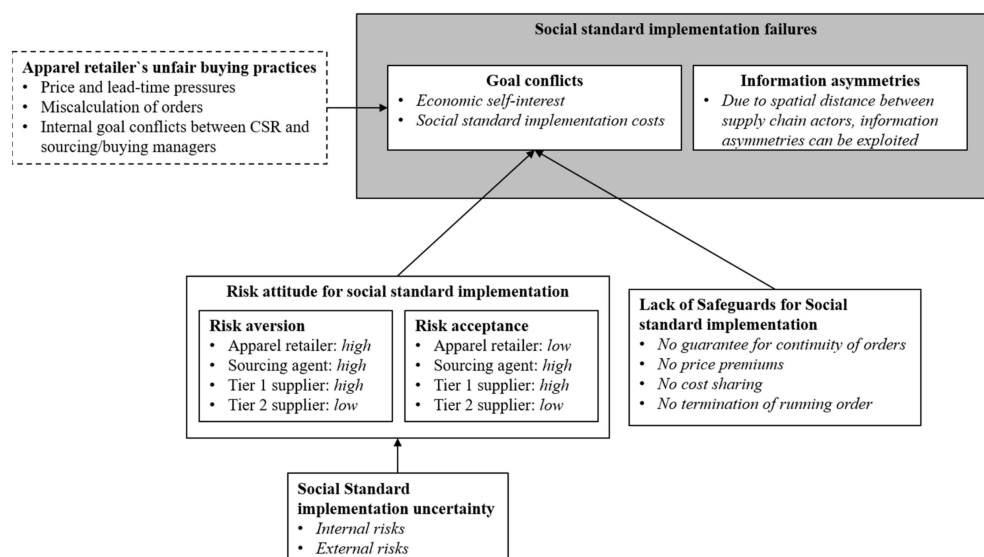 Social standard implementation failures
Apparel retailer`s unfair buying practices
• Price and lead-time pressures
• Miscalculation of orders
• Internal goal conflicts between CSR and
sourcing/buying managers
Goal conflicts
• Economic self-interest
• Social standard implementation costs
Information asymmetries
• Due to spatial distance between
supply chain actors, information
asymmetries can be exploited
Risk attitude for social standard implementation
Risk aversion
• Apparel retailer: high
• Sourcing agent: high
• Tier 1 supplier: high
• Tier 2 supplier: low
Risk acceptance
• Apparel retailer: low
• Sourcing agent: high
• Tier 1 supplier: high
• Tier 2 supplier: low
Lack of Safeguards for Social
standard implementation
• No guarantee for continuity of orders
• No price premiums
• No cost sharing
• No termination of running order
Social Standard
implementation uncertainty
• Internal risks
• External risks